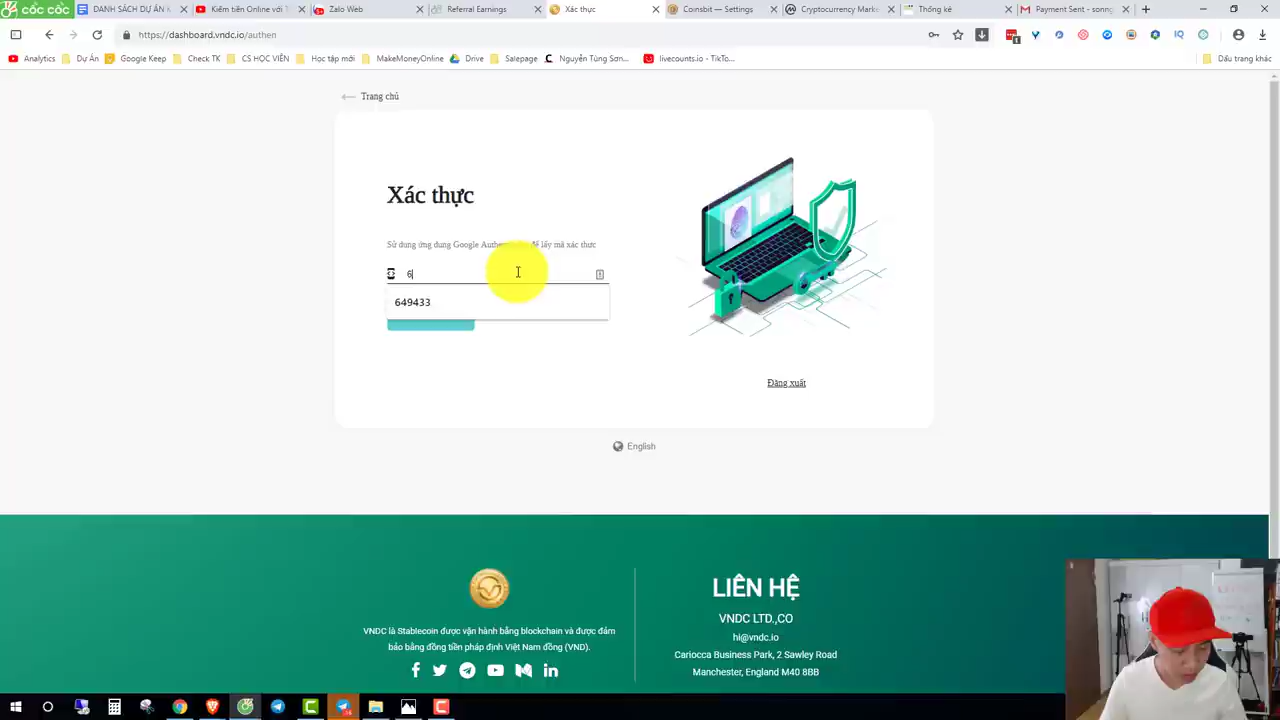 cốc cốc
DANH SÁCH DỰ ÁN K
Kiếm tiền Online với T
Zalo Web
Referral Earnings
Xác thực
Coinsbit — Settings
Cryptocurrency Marke
Thống kê
Payment Sent - sonng
https://dashboard.vndc.io/authen
Analytics
Dự Án
Google Keep
Check TK
CS HỌC VIÊN
Học tập mới
MakeMoneyOnline
Drive
Salepage
Nguyễn Tùng Sơn...
livecounts.io - TikTo...
Dấu trang khác
Trang chủ
Xác thực
Sử dụng ứng dụng Google để lấy mã xác thực
6
649433
Đăng xuất
English
LIÊN HỆ
VNDC LTD.,CO
hi@vndc.io
Cariocca Business Park, 2 Sawley Road
Manchester, England M40 8BB
VNDC là Stablecoin được vận hành bằng blockchain và được đảm
bảo bằng đồng tiền pháp định Việt Nam đồng (VND).